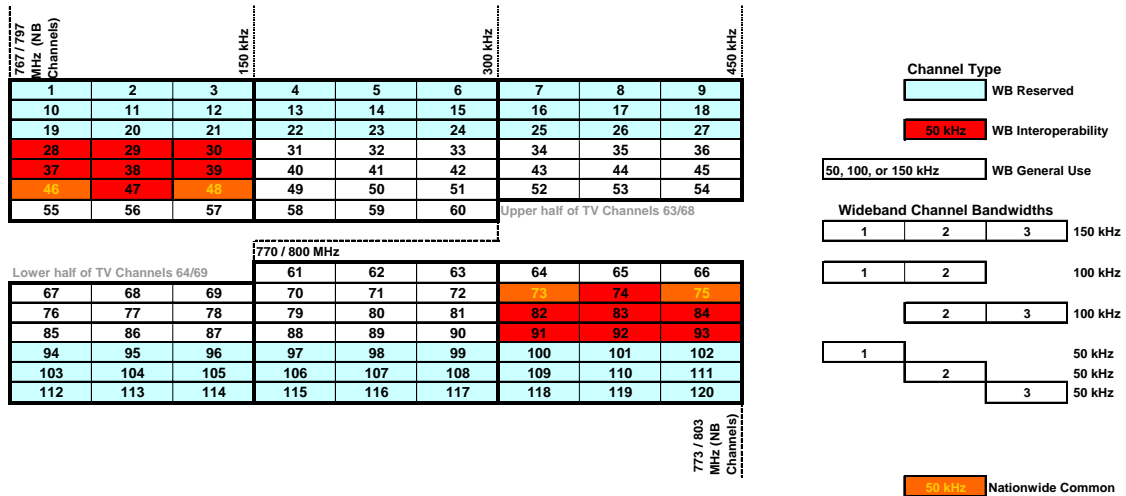 767 / 797
MHz (NB
Channels)
150 kHz
300 kHz
450 kHz
1 2 3 4 5 6 7 8 9
10 11 12 13 14 15 16 17 18
19 20 21 22 23 24 25 26 27
28 29 30 31 32 33 34 35 36
37 38 39 40 41 42 43 44 45
46 47 48 49 50 51 52 53 54
55 56 57 58 59 60 Upper half of TV Channels 63/68
770 / 800 MHz
Lower half of TV Channels 64/69 61 62 63 64 65 66
67 68 69 70 71 72 73 74 75
76 77 78 79 80 81 82 83 84
85 86 87 88 89 90 91 92 93
94 95 96 97 98 99 100 101 102
103 104 105 106 107 108 109 110 111
112 113 114 115 116 117 118 119 120
773 / 803
MHz (NB
Channels)
Channel Type
WB Reserved
50 kHz WB Interoperability
50, 100, or 150 kHz WB General Use
Wideband Channel Bandwidths
1 2 3 150 kHz
1 2 100 kHz
2 3 100 kHz
1 50 kHz
2 50 kHz
3 50 kHz
50 kHz Nationwide Common